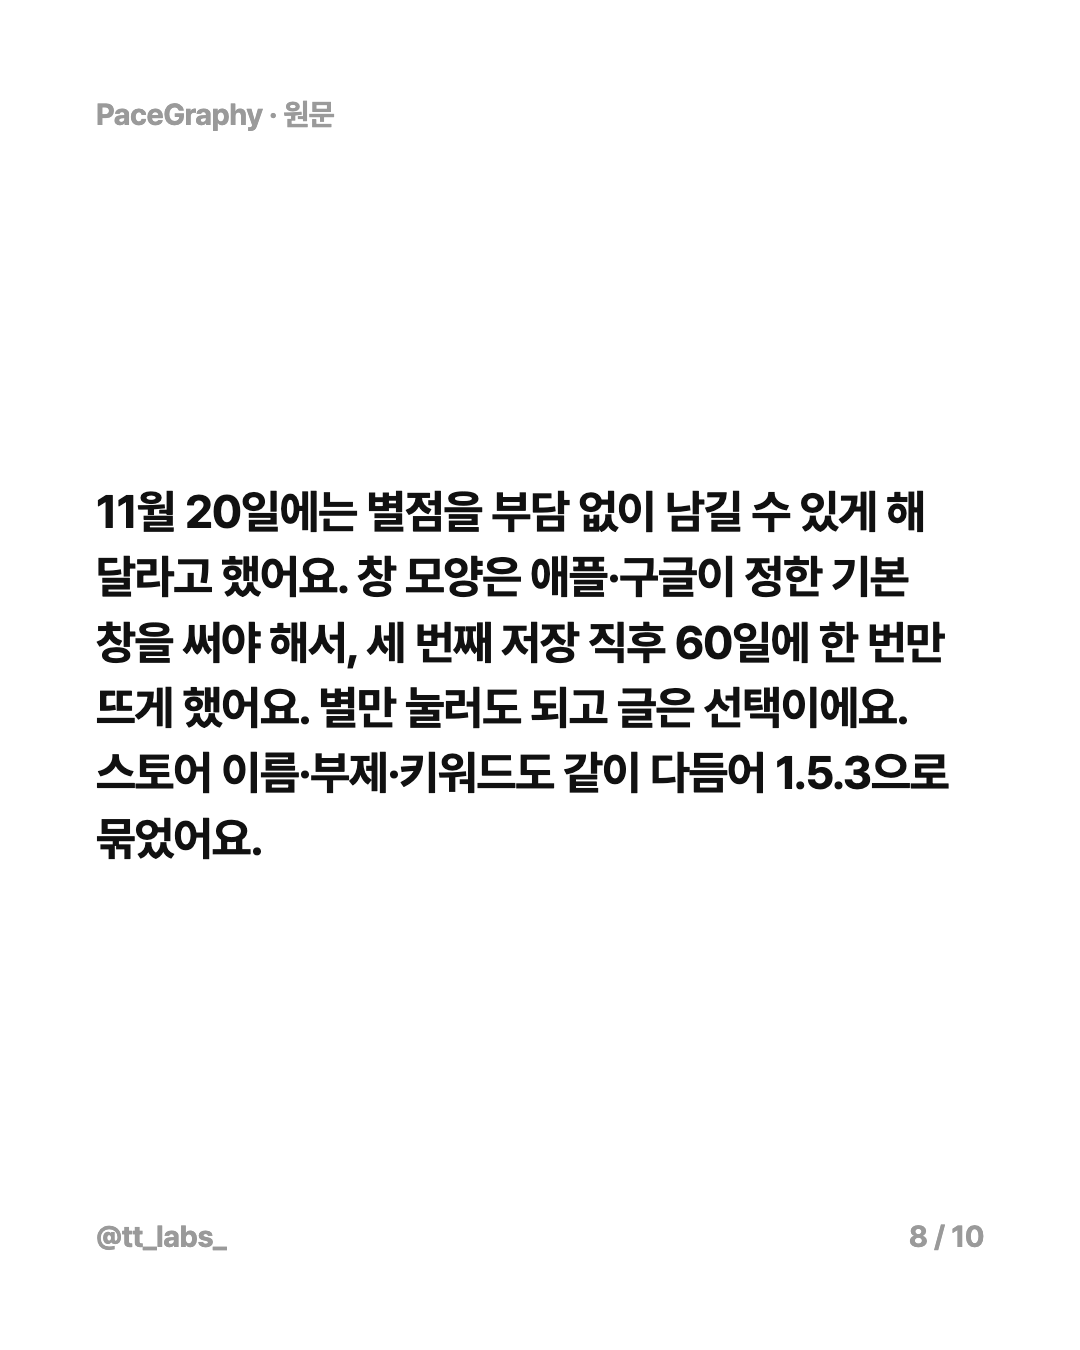 PaceGraphy · 원문
11월 20일에는 별점을 부담 없이 남길 수 있게 해
달라고 했어요. 창 모양은 애플·구글이 정한 기본
창을 써야 해서, 세 번째 저장 직후 60일에 한 번만
뜨게 했어요. 별만 눌러도 되고 글은 선택이에요.
스토어 이름·부제·키워드도 같이 다듬어 1.5.3으로
묶었어요.
@tt_labs_
8 / 10